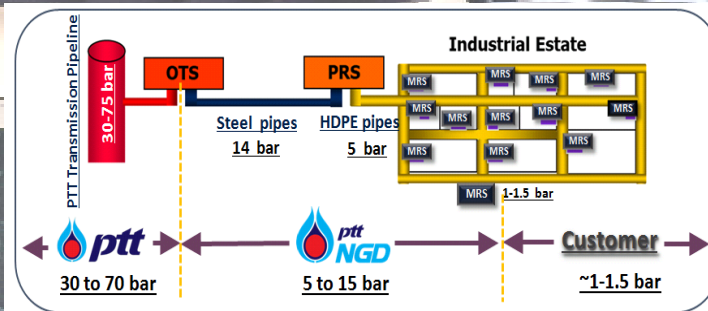 Industrial Estate
PTT Transmission Pipeline
30-75 bar
OTS
PRS
Steel pipes
14 bar
HDPE pipes
5 bar
MRS
MRS
MRS
MRS
MRS
MRS
MRS
MRS
MRS
MRS
MRS
MRS
MRS
1-1.5 bar
ptt
30 to 70 bar
ptt
NGD
5 to 15 bar
Customer
~1-1.5 bar